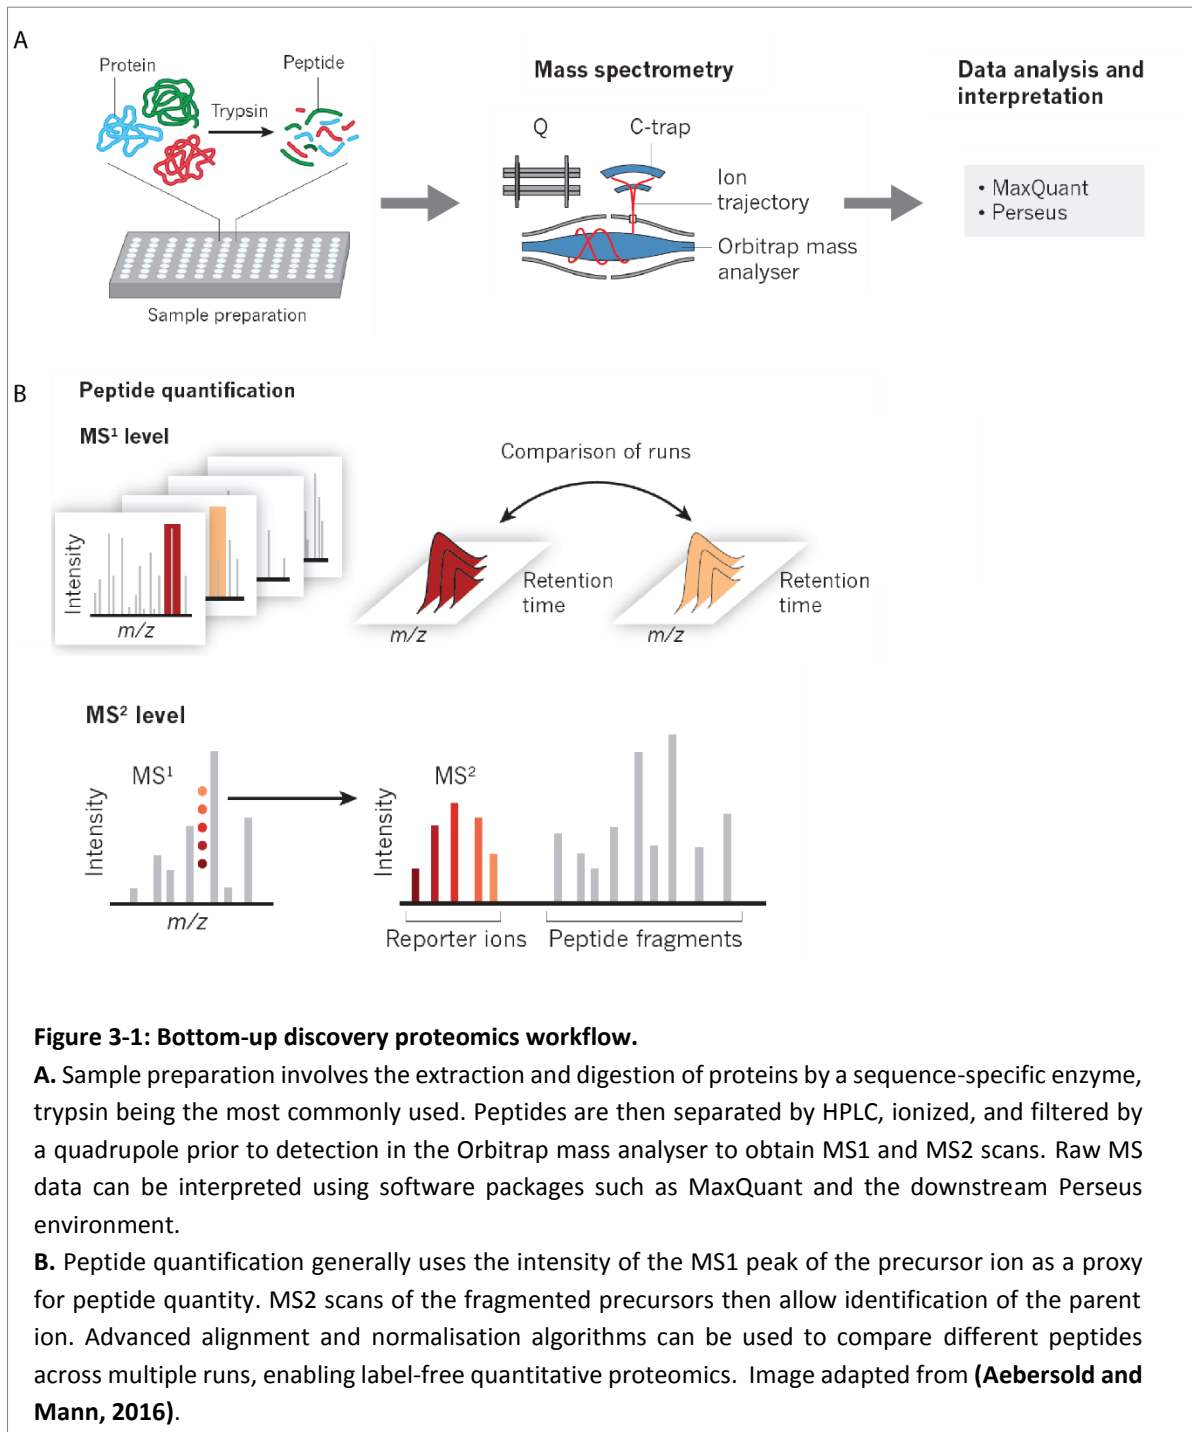 A
Protein
Peptide
Trypsin
Sample preparation
Mass spectrometry
Q
C-trap
Ion
trajectory
Orbitrap mass
analyser
Data analysis and
interpretation
• MaxQuant
• Perseus
B
Peptide quantification
MS¹ level
Intensity
m/z
Comparison of runs
Retention
time
m/z
Retention
time
m/z
MS² level
MS¹
Intensity
m/z
MS²
Intensity
Reporter ions
Peptide fragments
Figure 3-1: Bottom-up discovery proteomics workflow.
A. Sample preparation involves the extraction and digestion of proteins by a sequence-specific enzyme,
trypsin being the most commonly used. Peptides are then separated by HPLC, ionized, and filtered by
a quadrupole prior to detection in the Orbitrap mass analyser to obtain MS1 and MS2 scans. Raw MS
data can be interpreted using software packages such as MaxQuant and the downstream Perseus
environment.
B. Peptide quantification generally uses the intensity of the MS1 peak of the precursor ion as a proxy
for peptide quantity. MS2 scans of the fragmented precursors then allow identification of the parent
ion. Advanced alignment and normalisation algorithms can be used to compare different peptides
across multiple runs, enabling label-free quantitative proteomics. Image adapted from (Aebersold and
Mann, 2016).